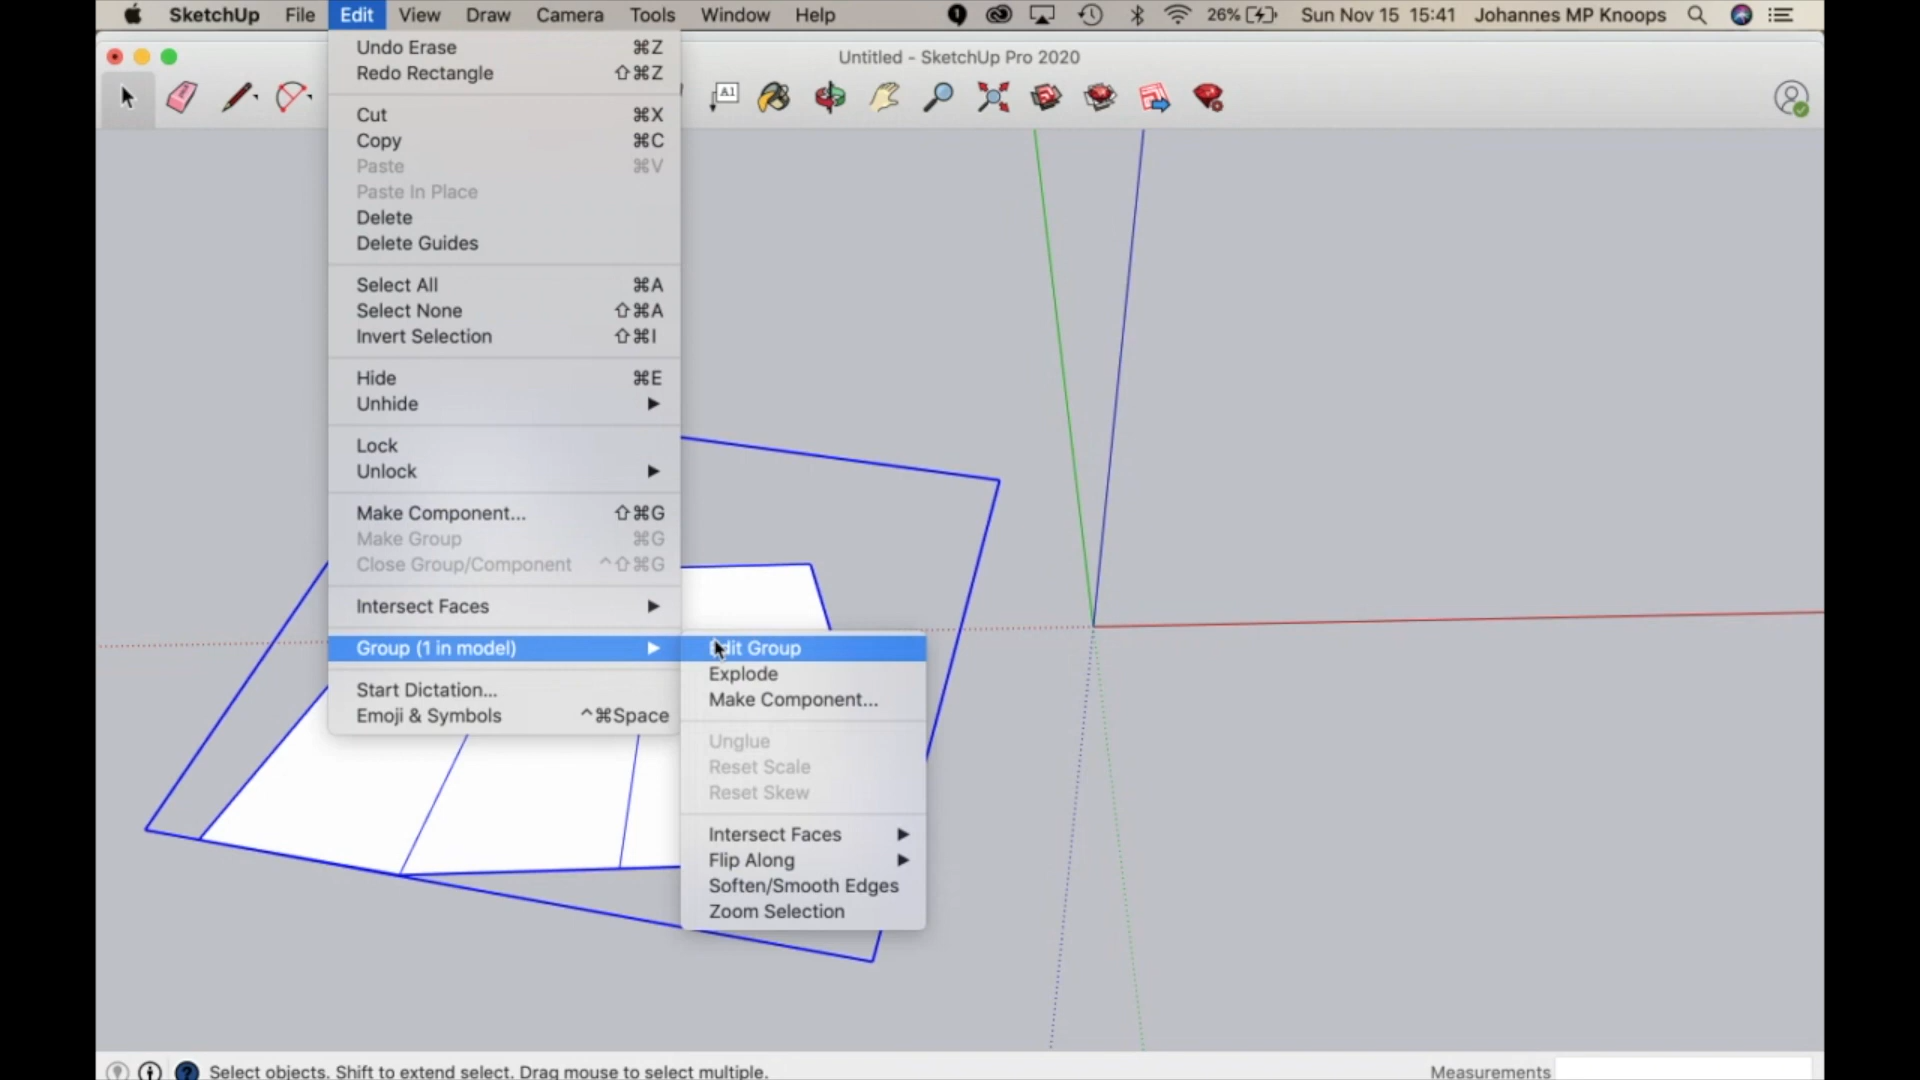 SketchUp File Edit View Draw Camera Tools Window Help 26% Sun Nov 15 15:41 Johannes MP Knoops
Untitled - SketchUp Pro 2020
A1
Undo Erase ⌘Z
Redo Rectangle ⇧⌘Z
Cut ⌘X
Copy ⌘C
Paste ⌘V
Paste In Place
Delete
Delete Guides
Select All ⌘A
Select None ⇧⌘A
Invert Selection ⇧⌘I
Hide ⌘E
Unhide ▶
Lock
Unlock ▶
Make Component... ⇧⌘G
Make Group ⌘G
Close Group/Component ^⇧⌘G
Intersect Faces ▶
Group (1 in model) ▶
Start Dictation...
Emoji & Symbols ^⌘Space
Edit Group
Explode
Make Component...
Unglue
Reset Scale
Reset Skew
Intersect Faces ▶
Flip Along ▶
Soften/Smooth Edges
Zoom Selection
Select objects. Shift to extend select. Drag mouse to select multiple.
Measurements